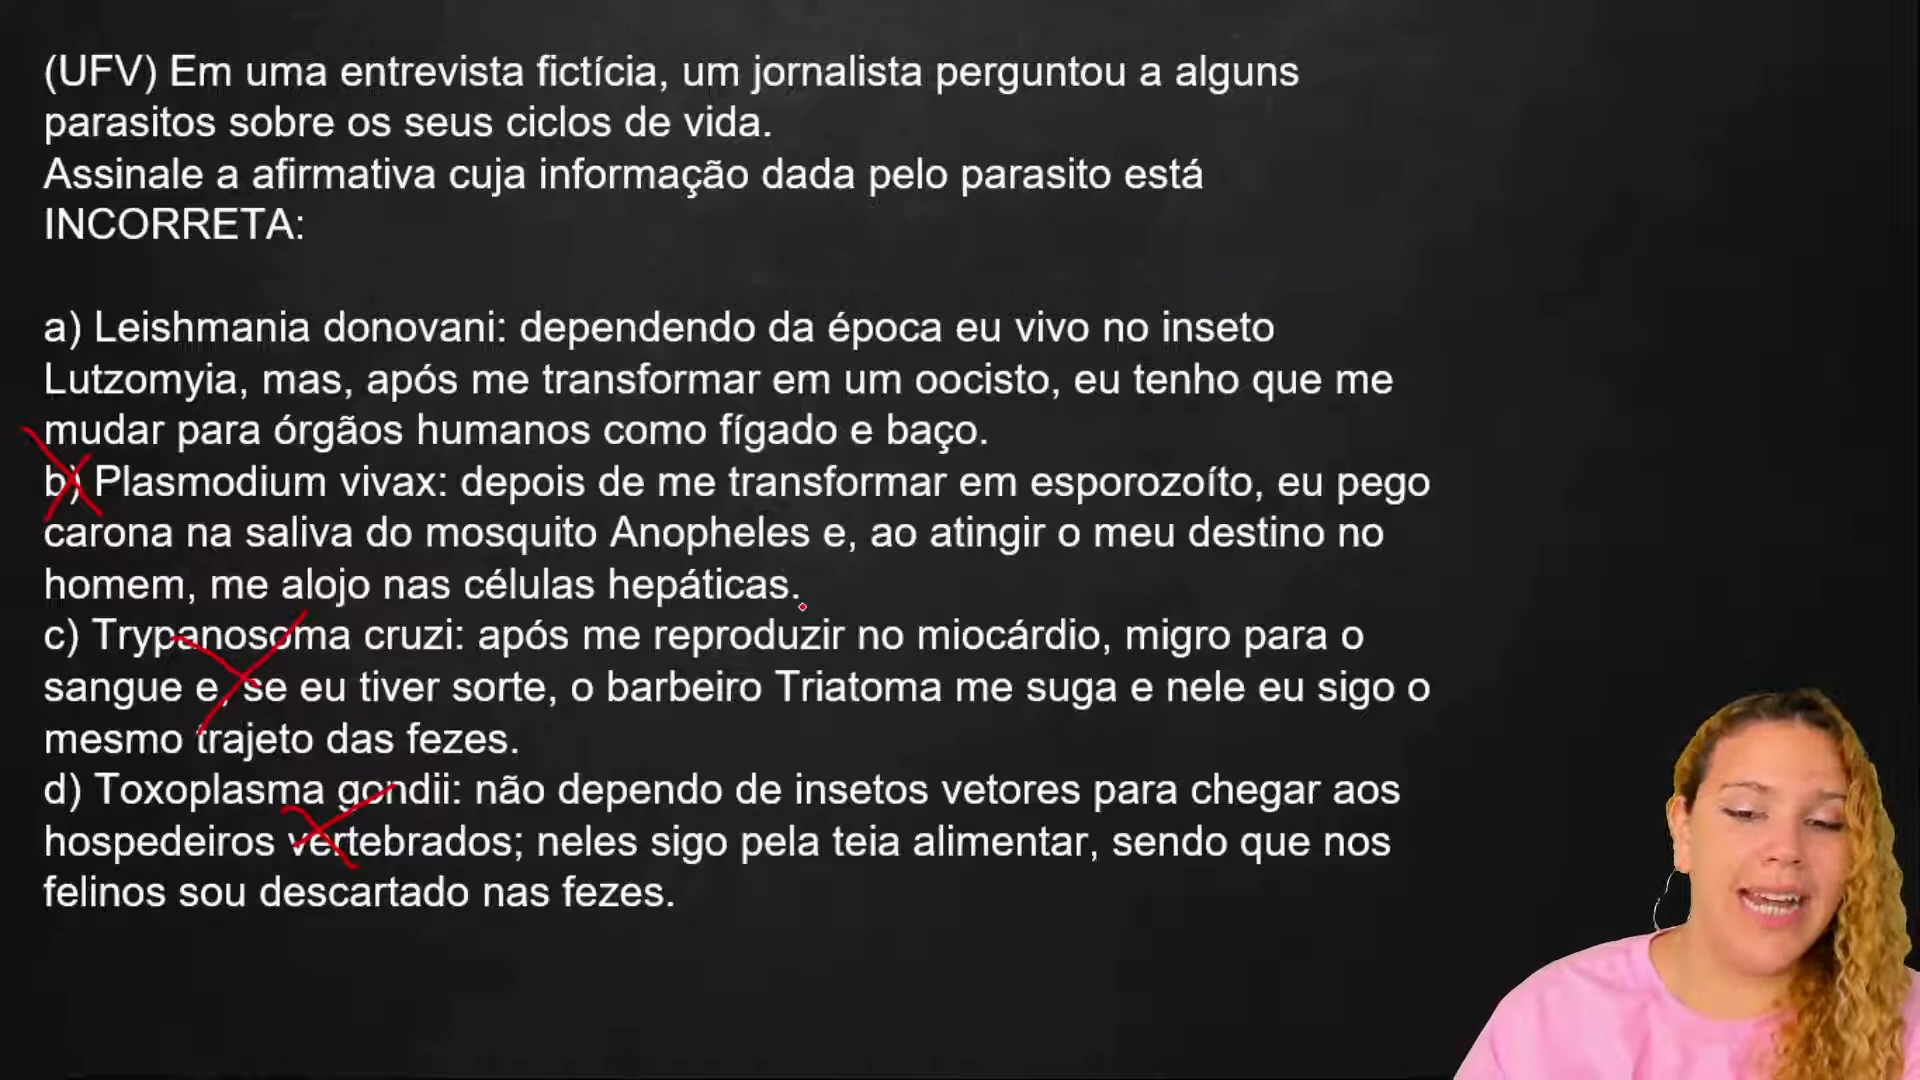 (UFV) Em uma entrevista fictícia, um jornalista perguntou a alguns
parasitos sobre os seus ciclos de vida.
Assinale a afirmativa cuja informação dada pelo parasito está
INCORRETA:
a) Leishmania donovani: dependendo da época eu vivo no inseto
Lutzomyia, mas, após me transformar em um oocisto, eu tenho que me
mudar para órgãos humanos como fígado e baço.
b) Plasmodium vivax: depois de me transformar em esporozoíto, eu pego
carona na saliva do mosquito Anopheles e, ao atingir o meu destino no
homem, me alojo nas células hepáticas.
c) Trypanosoma cruzi: após me reproduzir no miocárdio, migro para o
sangue e, se eu tiver sorte, o barbeiro Triatoma me suga e nele eu sigo o
mesmo trajeto das fezes.
d) Toxoplasma gondii: não dependo de insetos vetores para chegar aos
hospedeiros vertebrados; neles sigo pela teia alimentar, sendo que nos
felinos sou descartado nas fezes.